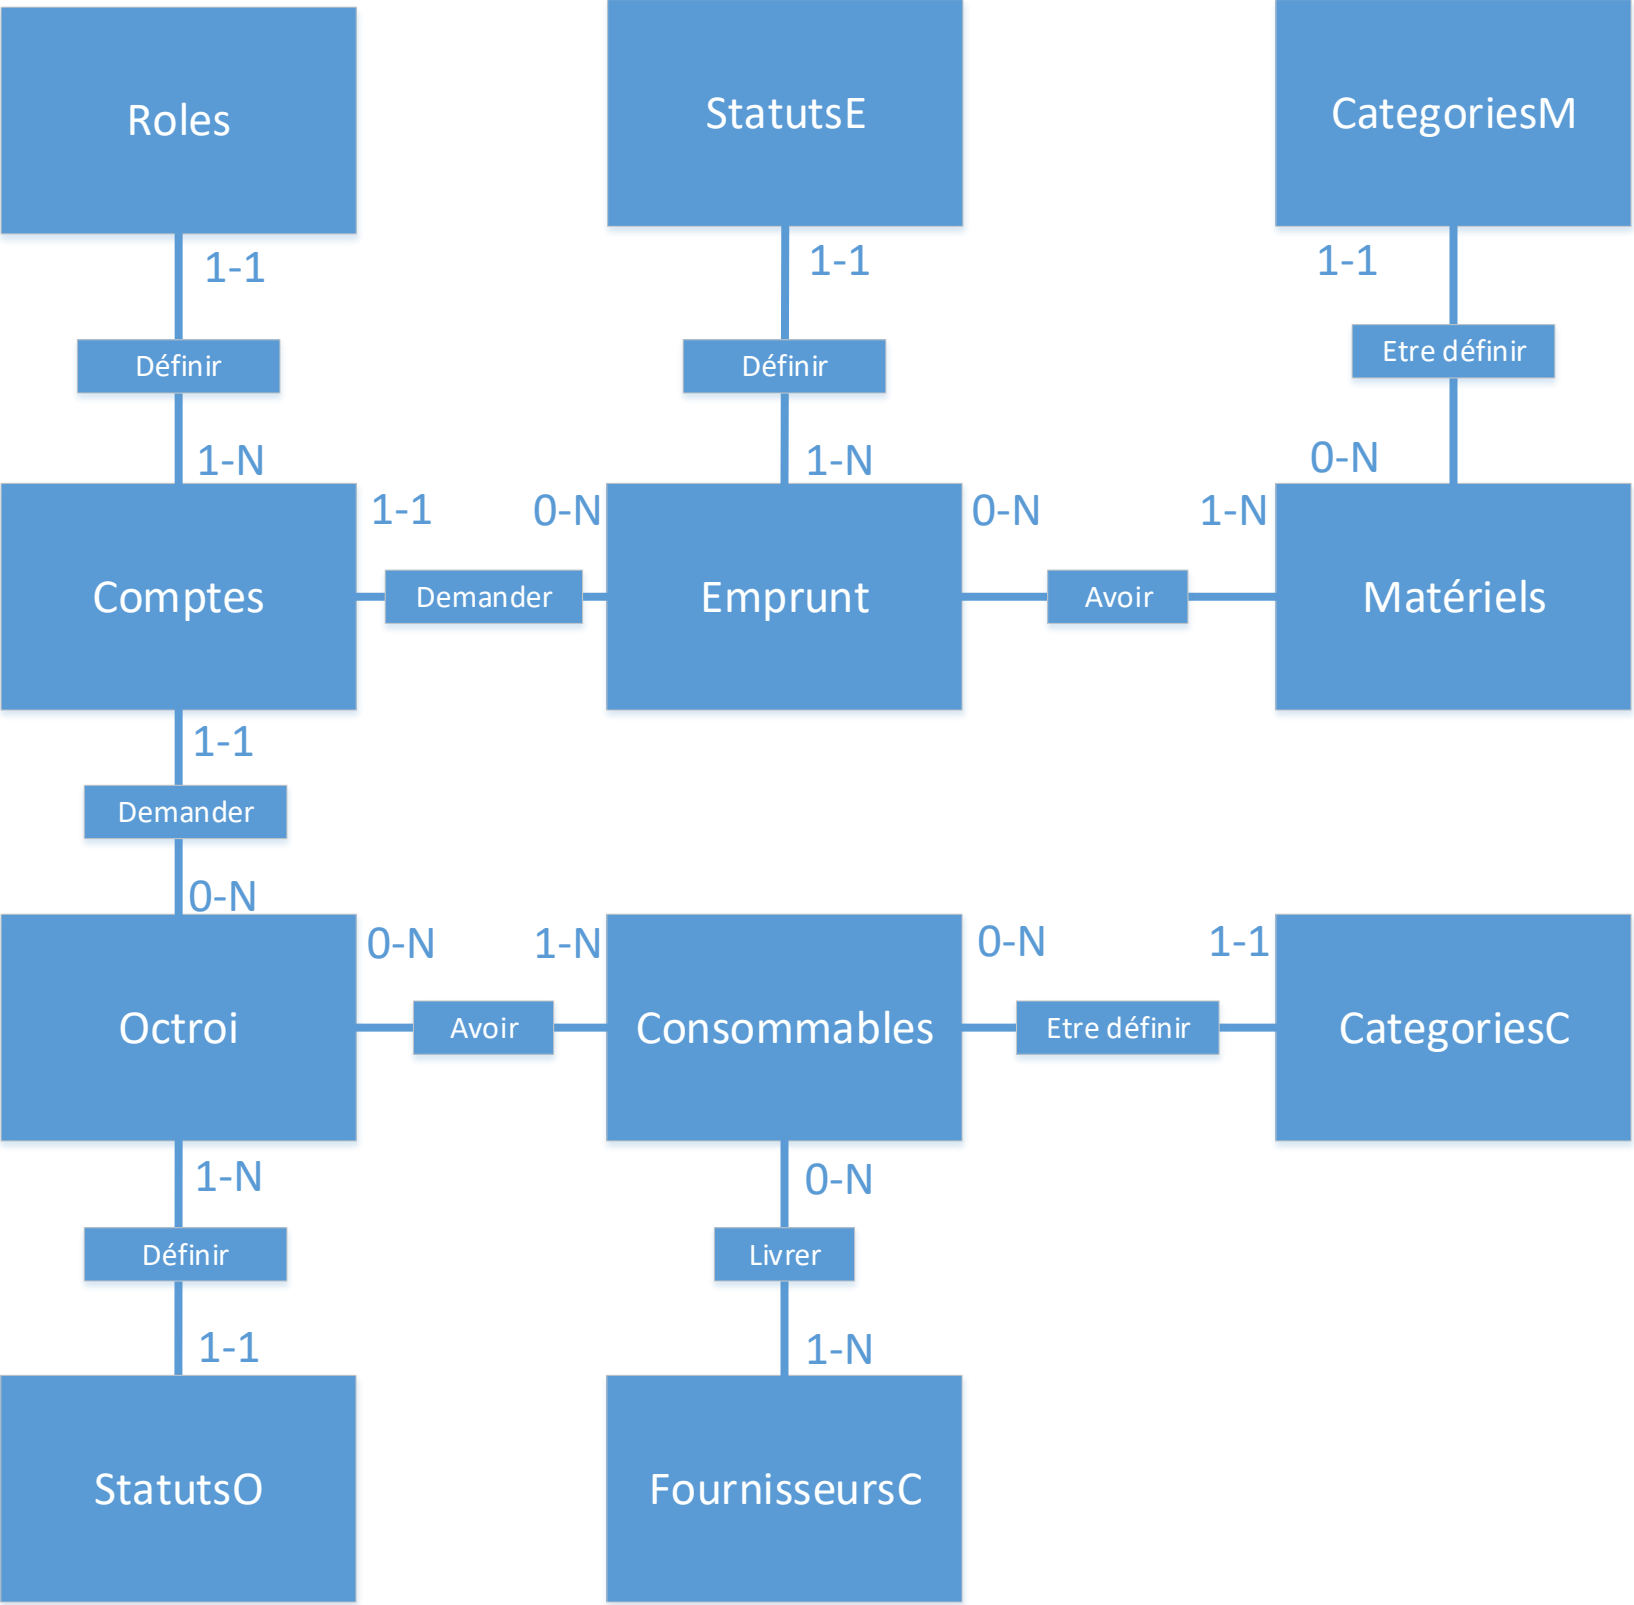 Roles
StatutsE
CategoriesM
1-1
1-1
1-1
Définir
Définir
Etre définir
1-N
1-N
0-N
1-1
0-N
0-N
1-N
Comptes
Demander
Emprunt
Avoir
Matériels
1-1
Demander
0-N
0-N
1-N
0-N
1-1
Octroi
Avoir
Consommables
Etre définir
CategoriesC
1-N
0-N
Définir
Livrer
1-1
1-N
StatutsO
FournisseursC